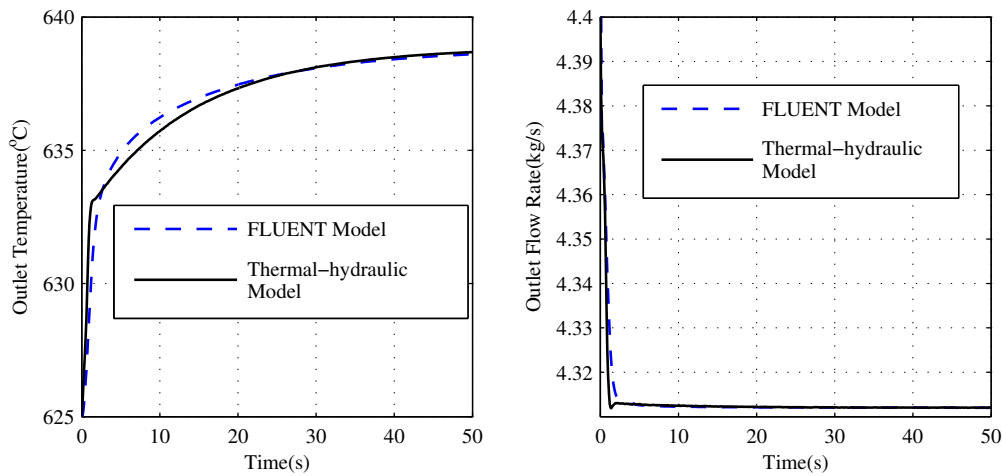 640
635
630
625
0
10
20
30
40
50
Outlet Temperature(°C)
Time(s)
FLUENT Model
Thermal−hydraulic
Model
4.4
4.39
4.38
4.37
4.36
4.35
4.34
4.33
4.32
0
10
20
30
40
50
Outlet Flow Rate(kg/s)
Time(s)
FLUENT Model
Thermal−hydraulic
Model